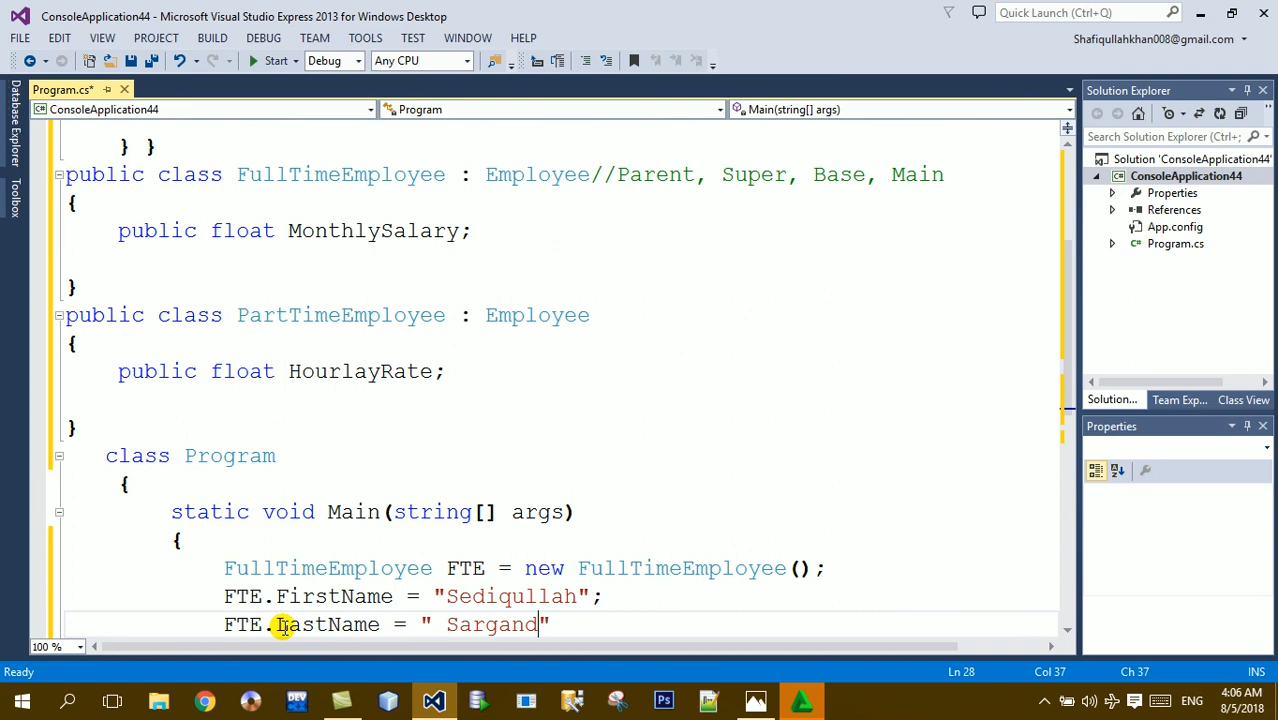 ConsoleApplication44 - Microsoft Visual Studio Express 2013 for Windows Desktop
Quick Launch (Ctrl+Q)
FILE EDIT VIEW PROJECT BUILD DEBUG TEAM TOOLS TEST WINDOW HELP
Shafiqullahkhan008@gmail.com
Start Debug Any CPU
Program.cs*
ConsoleApplication44 Program Main(string[] args)
Database Explorer
Toolbox
} }
public class FullTimeEmployee : Employee//Parent, Super, Base, Main
{
public float MonthlySalary;
}
public class PartTimeEmployee : Employee
{
public float HourlayRate;
}
class Program
{
static void Main(string[] args)
{
FullTimeEmployee FTE = new FullTimeEmployee();
FTE.FirstName = "Sediqullah";
FTE.LastName = " Sargand"
100 %
Solution Explorer
Search Solution Explorer (Ctrl+;)
Solution 'ConsoleApplication44'
ConsoleApplication44
Properties
References
App.config
Program.cs
Solution... Team Exp... Class View
Properties
Ready Ln 28 Col 37 Ch 37 INS
DEV
Ps
ENG
4:06 AM
8/5/2018